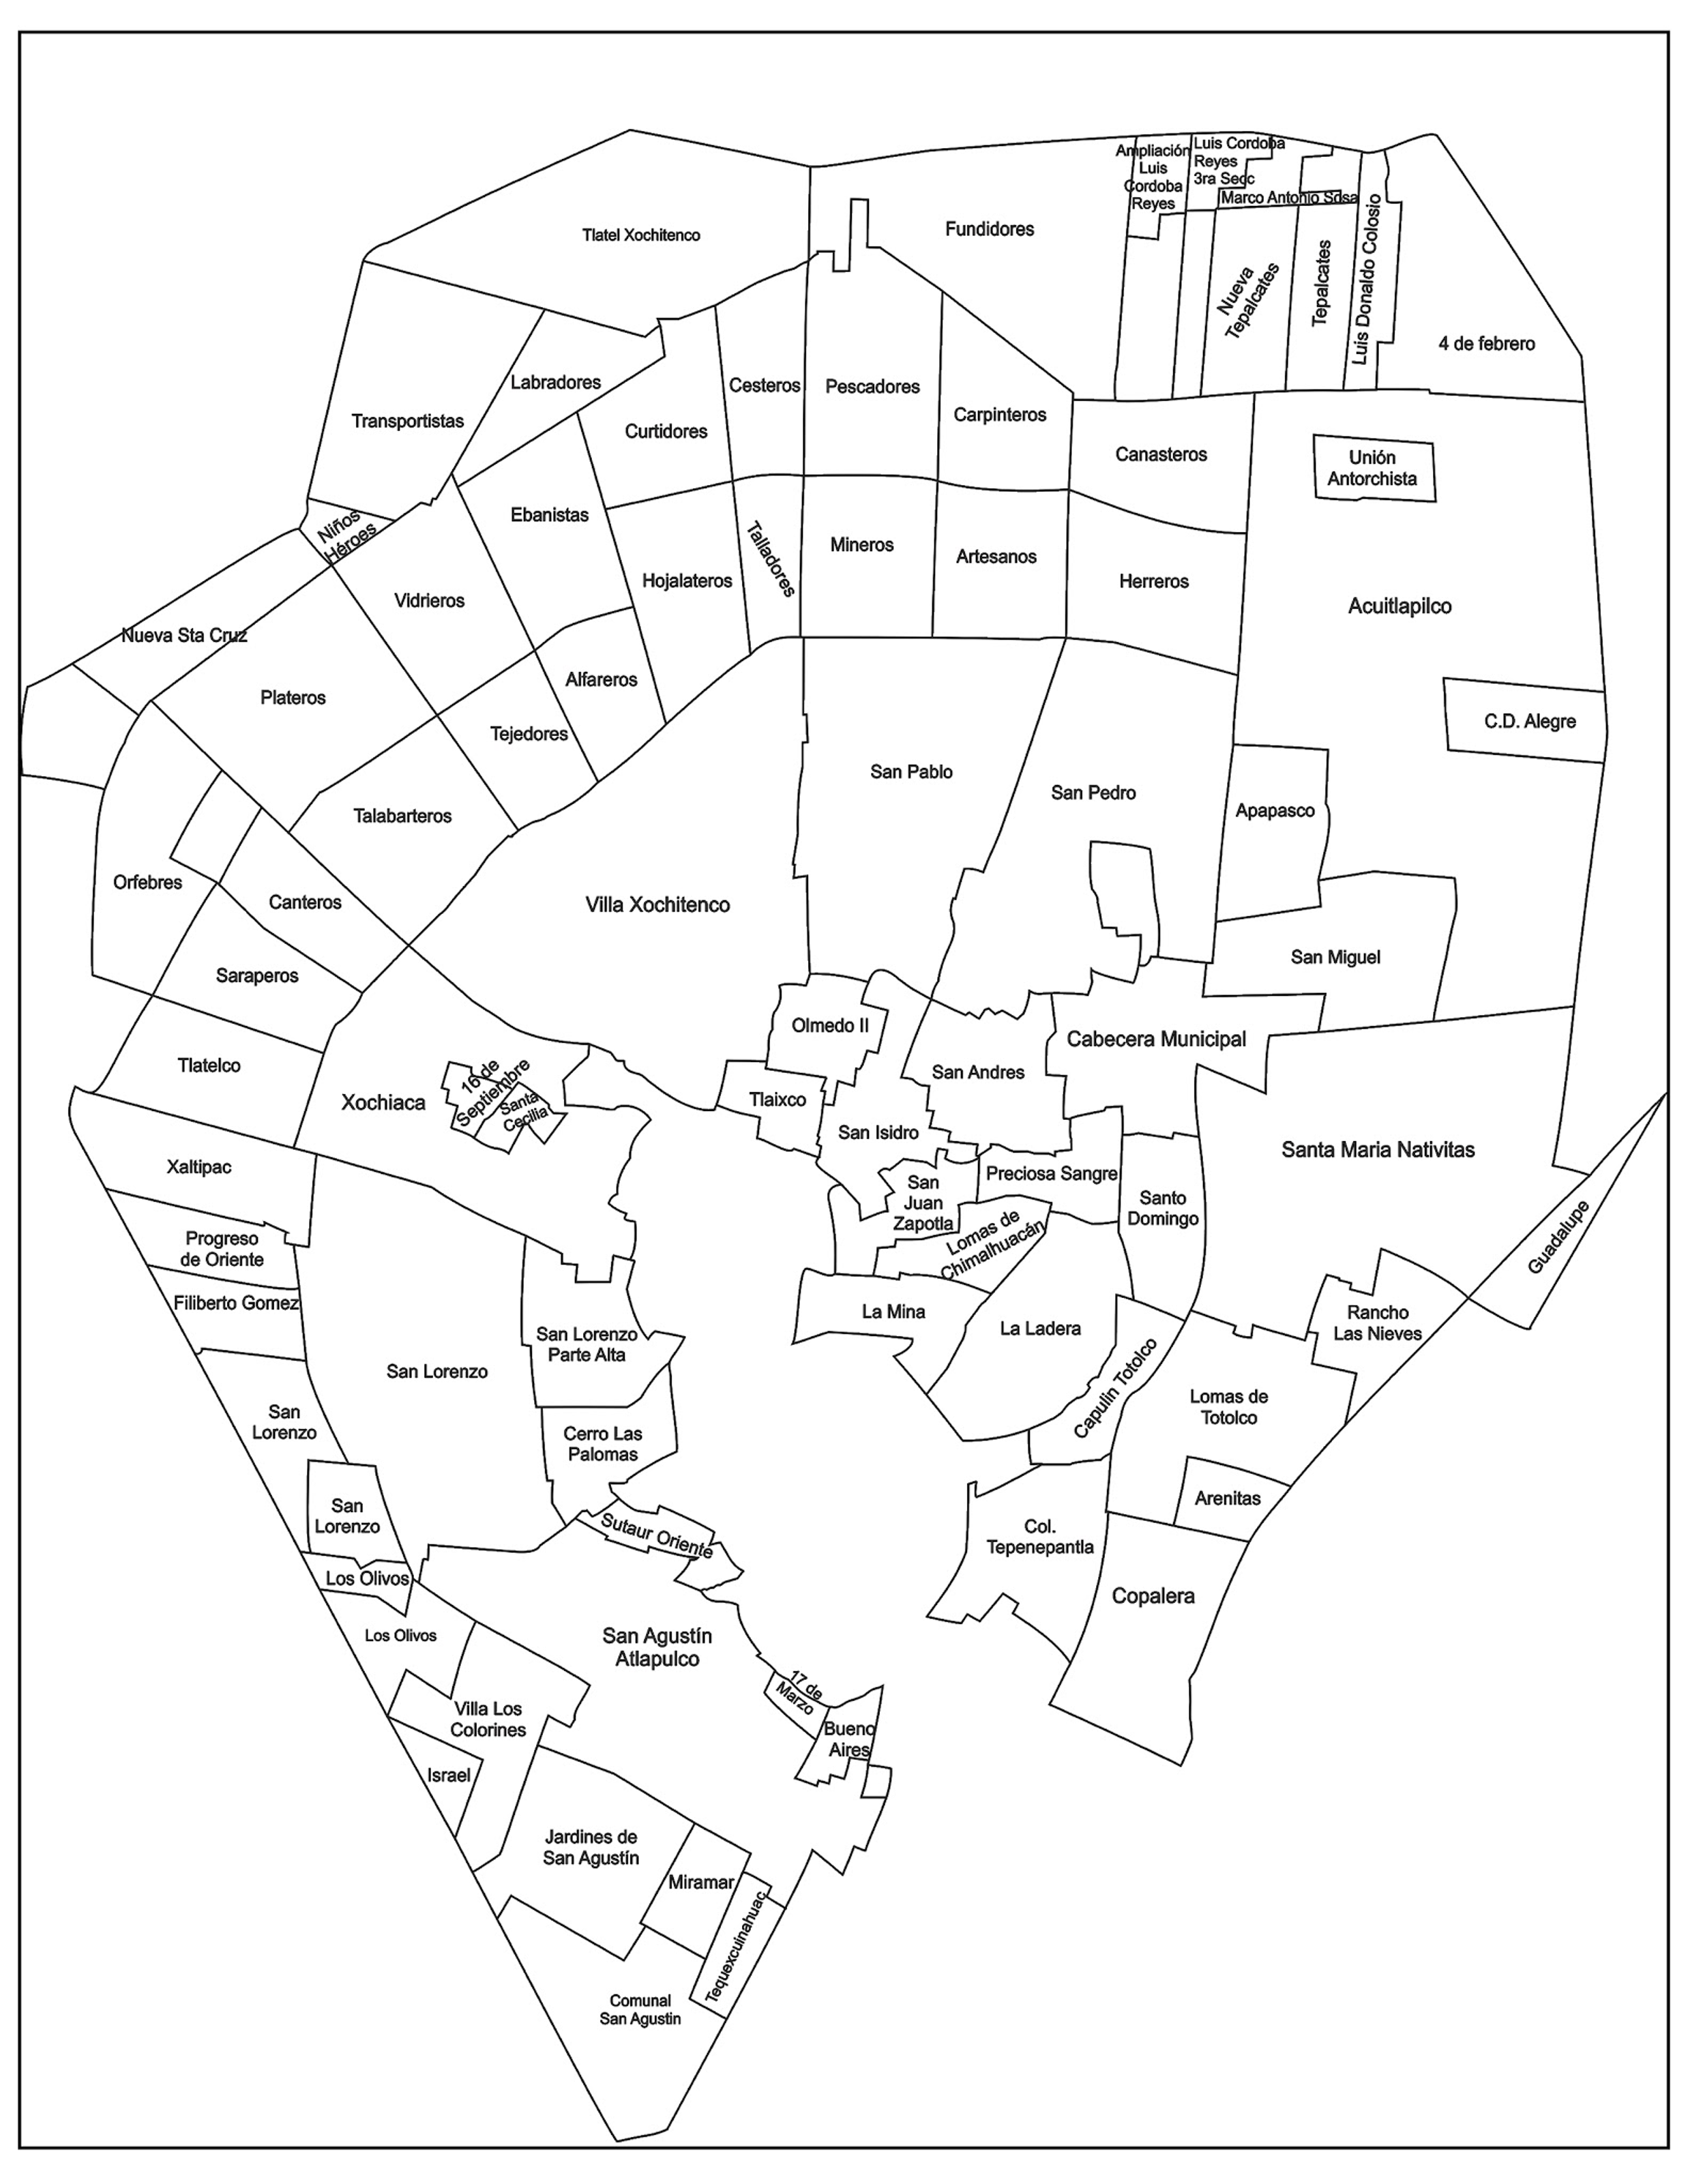 Ampliación
Luis
Cordoba
Reyes
Luis Cordoba
Reyes
3ra Secc
Marco Antonio Sosa
Tlatel Xochitenco
Fundidores
Nueva
Tepalcates
Tepalcates
Luis Donaldo Colosio
4 de febrero
Labradores
Cesteros
Pescadores
Transportistas
Curtidores
Carpinteros
Canasteros
Unión
Antorchista
Niños
Héroes
Ebanistas
Talladores
Mineros
Artesanos
Hojalateros
Herreros
Vidrieros
Acuitlapilco
Nueva Sta Cruz
Plateros
Alfareros
Tejedores
C.D. Alegre
San Pablo
San Pedro
Apapasco
Talabarteros
Orfebres
Canteros
Villa Xochitenco
San Miguel
Saraperos
Olmedo II
Cabecera Municipal
Tlatelco
Xochiaca
16 de
Septiembre
Santa
Cecilia
San Andres
Tlaixco
San Isidro
Santa Maria Nativitas
Xaltipac
Preciosa Sangre
San
Juan
Zapotla
Santo
Domingo
Lomas de
Chimalhuacán
Guadalupe
Progreso
de Oriente
Filiberto Gomez
La Mina
La Ladera
Rancho
Las Nieves
San Lorenzo
Parte Alta
San Lorenzo
Capulin Totolco
Lomas de
Totolco
San
Lorenzo
Cerro Las
Palomas
Arenitas
San
Lorenzo
Sutaur Oriente
Col.
Tepenepantla
Los Olivos
Copalera
Los Olivos
San Agustín
Atlapulco
17 de
Marzo
Villa Los
Colorines
Bueno
Aires
Israel
Jardines de
San Agustín
Miramar
Tequexcuinahuac
Comunal
San Agustin